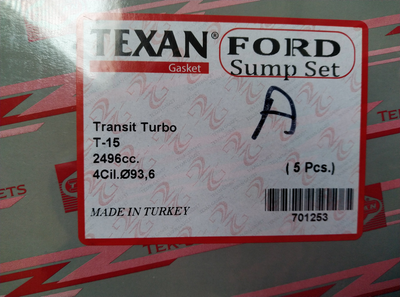 TEXAN®
Gasket
FORD
Sump Set
A
Transit Turbo
T-15
2496cc.
4Cil.Ø93,6
( 5 Pcs.)
MADE IN TURKEY
701253